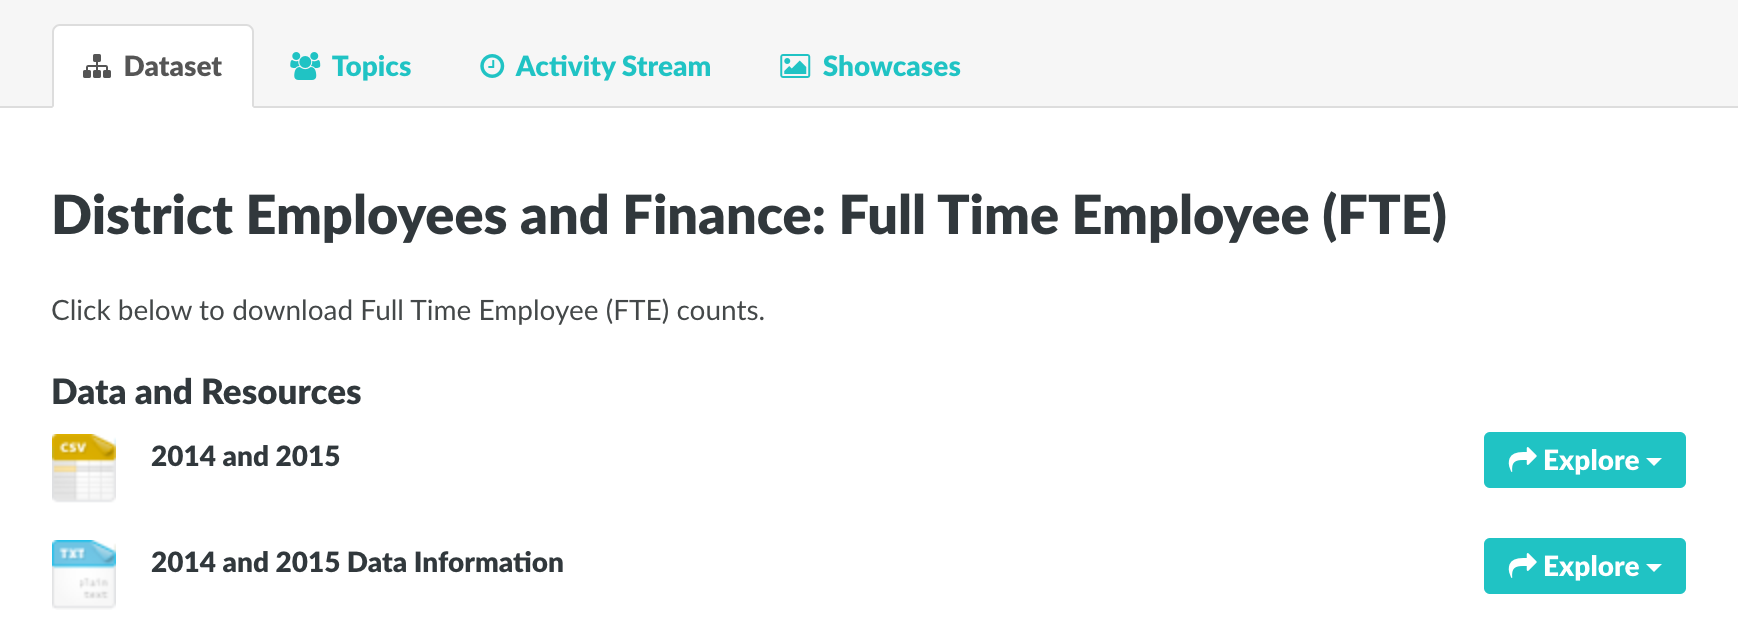 Dataset
Topics
Activity Stream
Showcases
District Employees and Finance: Full Time Employee (FTE)
Click below to download Full Time Employee (FTE) counts.
Data and Resources
CSV
2014 and 2015
Explore
TXT
plain
text
2014 and 2015 Data Information
Explore